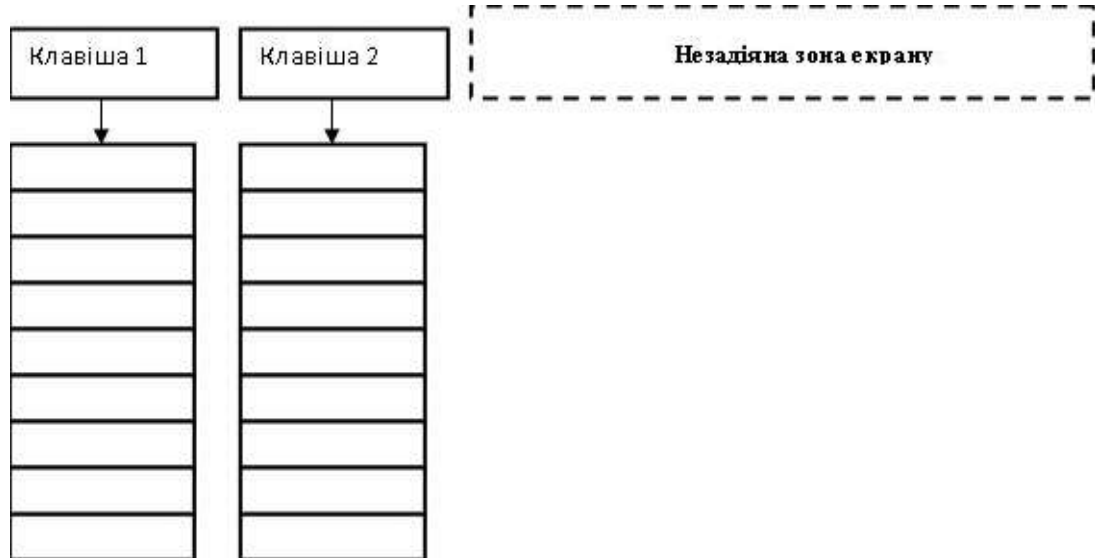 Клавіша 1
Клавіша 2
Незадіяна зона екрану